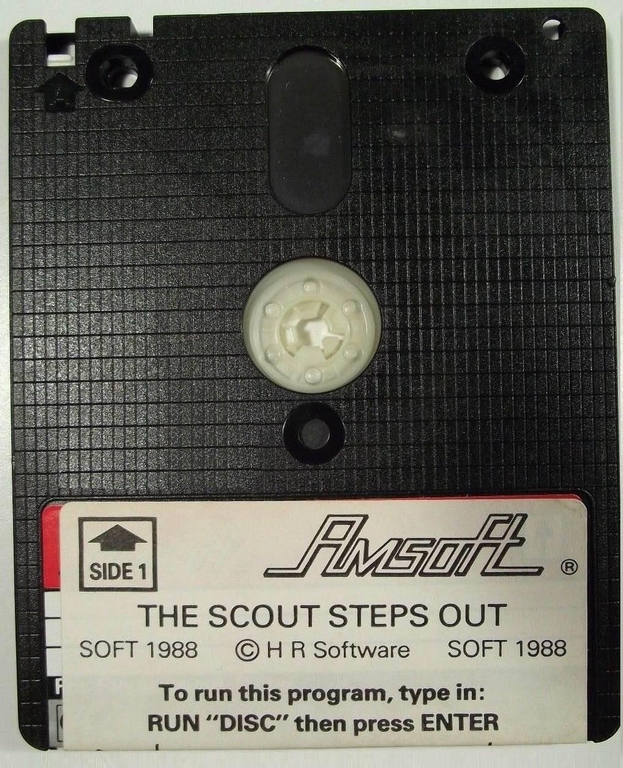 SIDE 1
Amsoft ®
THE SCOUT STEPS OUT
SOFT 1988 © H R Software SOFT 1988
To run this program, type in:
RUN "DISC" then press ENTER